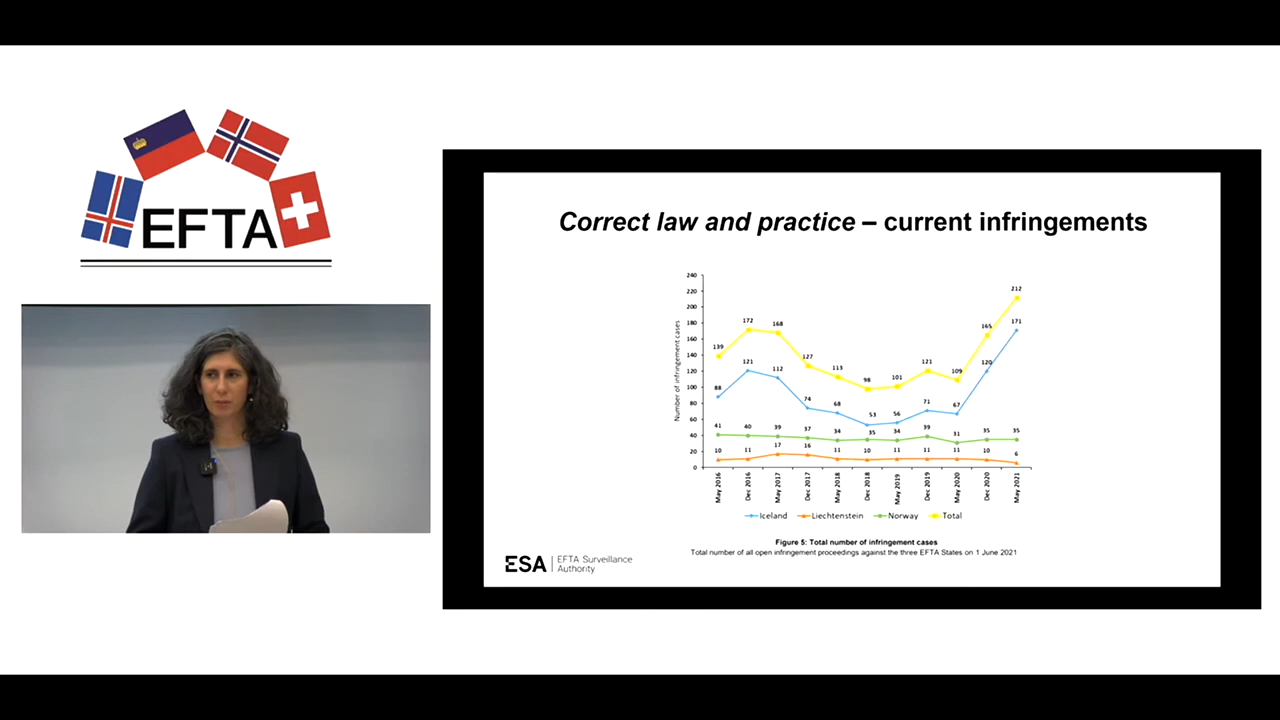 EFTA
Correct law and practice – current infringements
Number of infringement cases
240
220
200
180
160
140
120
100
80
60
40
20
0
139
172
168
127
113
98
101
121
109
165
212
88
121
112
74
68
53
56
71
67
120
171
41
40
39
37
34
35
34
39
31
35
35
10
11
17
16
11
10
11
11
11
10
6
May 2016
Dec 2016
May 2017
Dec 2017
May 2018
Dec 2018
May 2019
Dec 2019
May 2020
Dec 2020
May 2021
Iceland Liechtenstein Norway Total
Figure 5: Total number of infringement cases
Total number of all open infringement proceedings against the three EFTA States on 1 June 2021
ESA
EFTA Surveillance
Authority